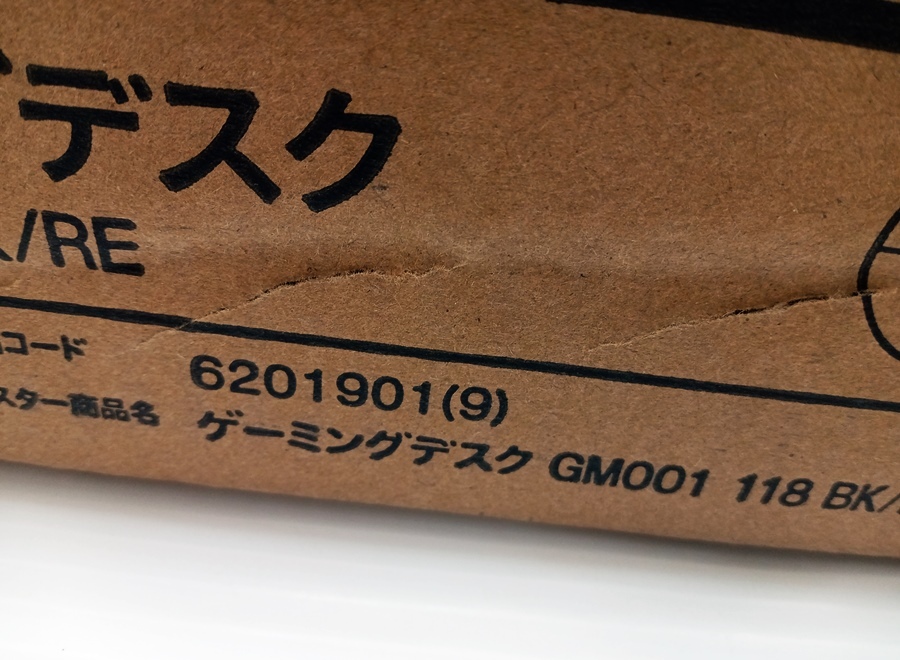 デスク
/RE
コード 6201901(9)
スター商品名 ゲーミングデスク GM001 118 BK/